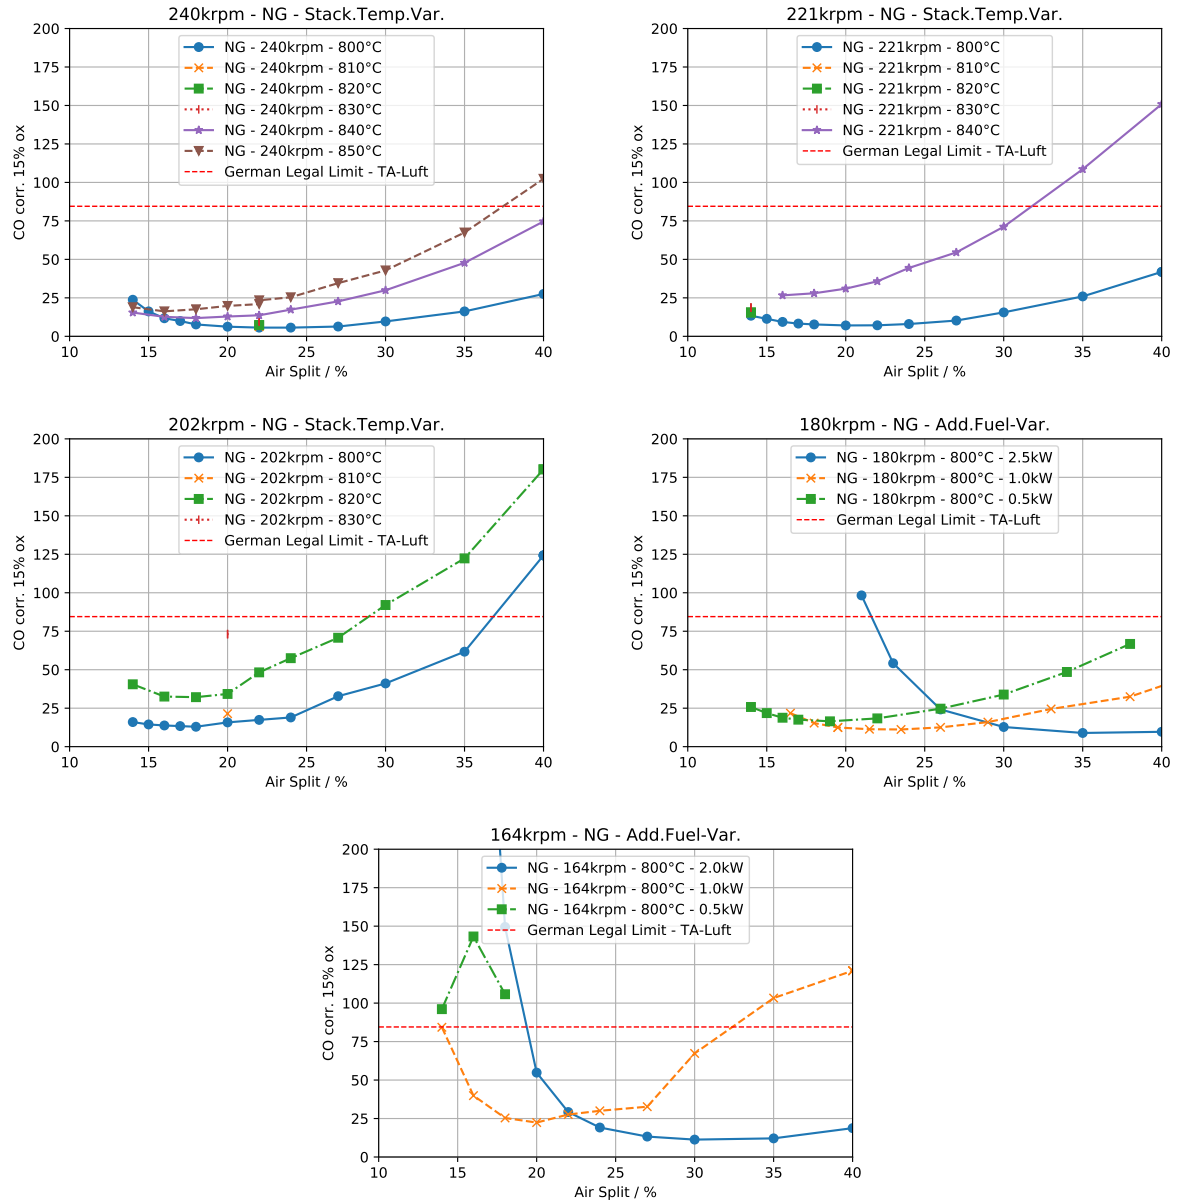 240krpm - NG - Stack.Temp.Var.
200
175
150
125
100
75
50
25
0
CO corr. 15% ox
NG - 240krpm - 800°C
NG - 240krpm - 810°C
NG - 240krpm - 820°C
NG - 240krpm - 830°C
NG - 240krpm - 840°C
NG - 240krpm - 850°C
German Legal Limit - TA-Luft
10 15 20 25 30 35 40
Air Split / %
221krpm - NG - Stack.Temp.Var.
200
175
150
125
100
75
50
25
0
CO corr. 15% ox
NG - 221krpm - 800°C
NG - 221krpm - 810°C
NG - 221krpm - 820°C
NG - 221krpm - 830°C
NG - 221krpm - 840°C
German Legal Limit - TA-Luft
10 15 20 25 30 35 40
Air Split / %
202krpm - NG - Stack.Temp.Var.
200
175
150
125
100
75
50
25
0
CO corr. 15% ox
NG - 202krpm - 800°C
NG - 202krpm - 810°C
NG - 202krpm - 820°C
NG - 202krpm - 830°C
German Legal Limit - TA-Luft
10 15 20 25 30 35 40
Air Split / %
180krpm - NG - Add.Fuel-Var.
200
175
150
125
100
75
50
25
0
CO corr. 15% ox
NG - 180krpm - 800°C - 2.5kW
NG - 180krpm - 800°C - 1.0kW
NG - 180krpm - 800°C - 0.5kW
German Legal Limit - TA-Luft
10 15 20 25 30 35 40
Air Split / %
164krpm - NG - Add.Fuel-Var.
200
175
150
125
100
75
50
25
0
CO corr. 15% ox
NG - 164krpm - 800°C - 2.0kW
NG - 164krpm - 800°C - 1.0kW
NG - 164krpm - 800°C - 0.5kW
German Legal Limit - TA-Luft
10 15 20 25 30 35 40
Air Split / %